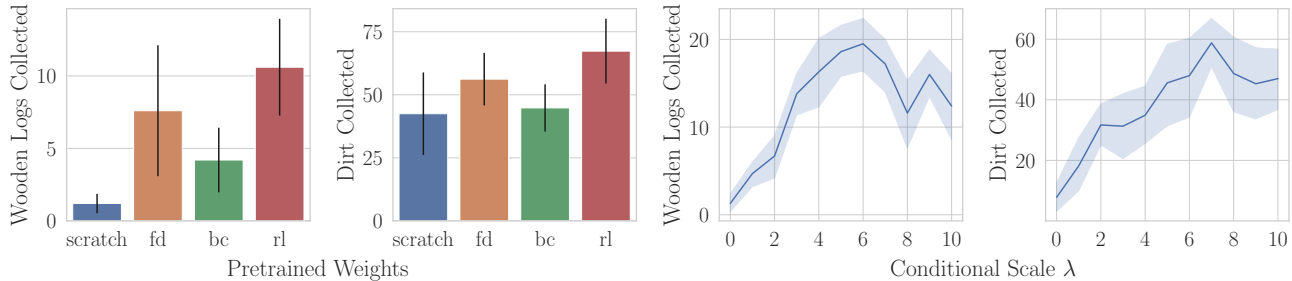 Wooden Logs Collected
10
5
0
scratch fd bc rl
Dirt Collected
75
50
25
0
scratch fd bc rl
Pretrained Weights
Wooden Logs Collected
20
10
0
0 2 4 6 8 10
Dirt Collected
60
40
20
0 2 4 6 8 10
Conditional Scale λ